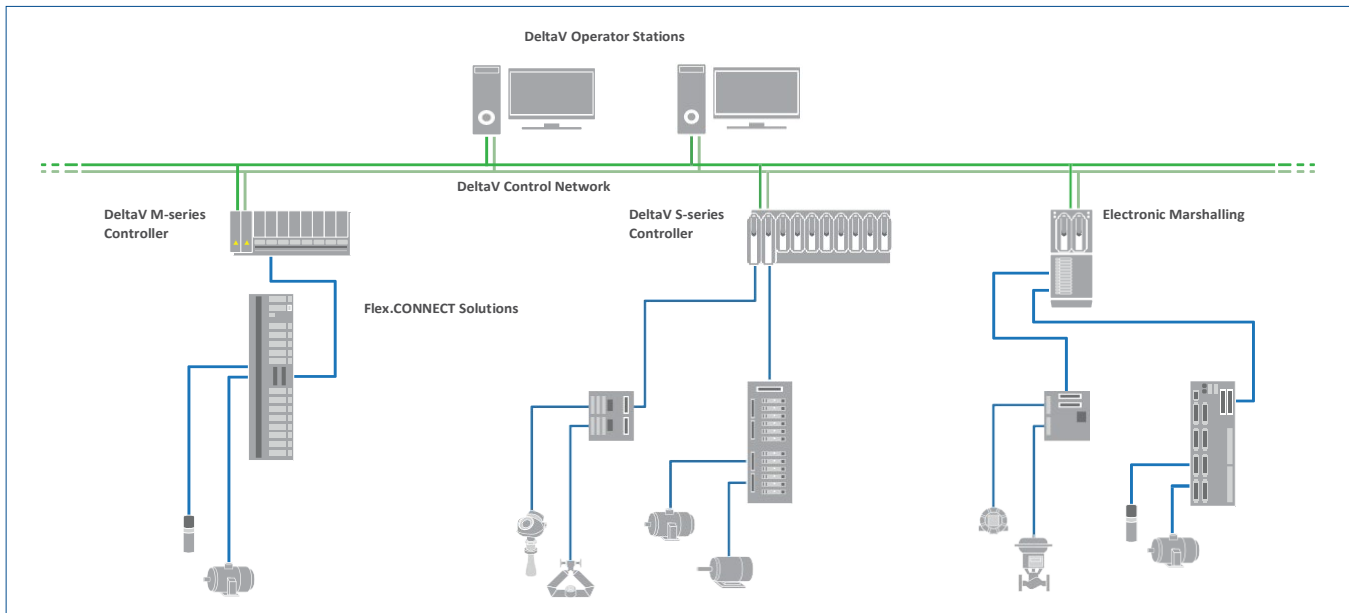 DeltaV Operator Stations
DeltaV Control Network
DeltaV M-series
Controller
DeltaV S-series
Controller
Electronic Marshalling
Flex.CONNECT Solutions